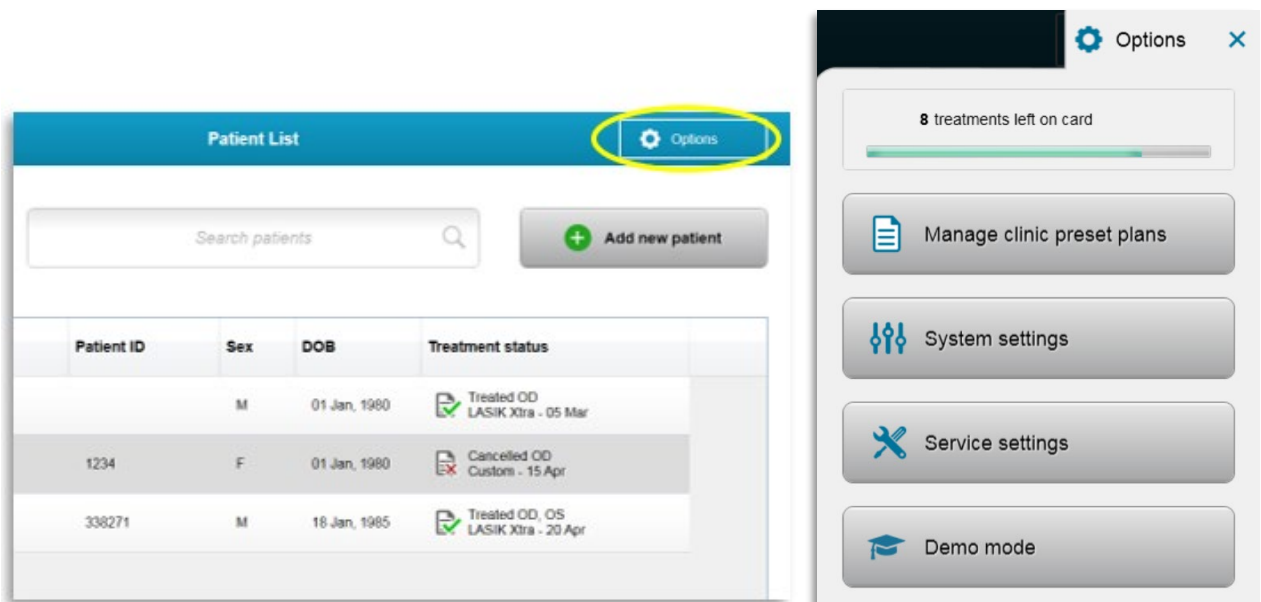 Patient List
Options
Search patients
Add new patient
Patient ID Sex DOB Treatment status
M 01 Jan, 1980 Treated OD
LASIK Xtra - 05 Mar
1234 F 01 Jan, 1980 Cancelled OD
Custom - 15 Apr
338271 M 18 Jan, 1985 Treated OD, OS
LASIK Xtra - 20 Apr
Options
8 treatments left on card
Manage clinic preset plans
System settings
Service settings
Demo mode